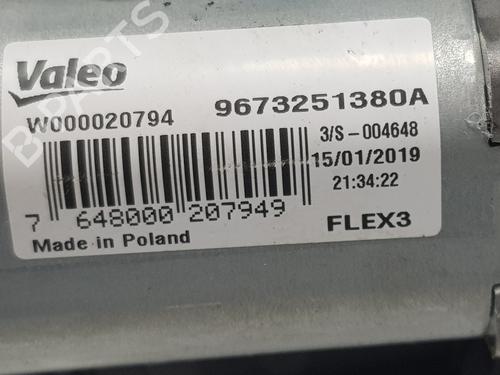 Valeo
W000020794
9673251380A
3/S-004648
15/01/2019
21:34:22
7 648000 207949
FLEX3
Made in Poland